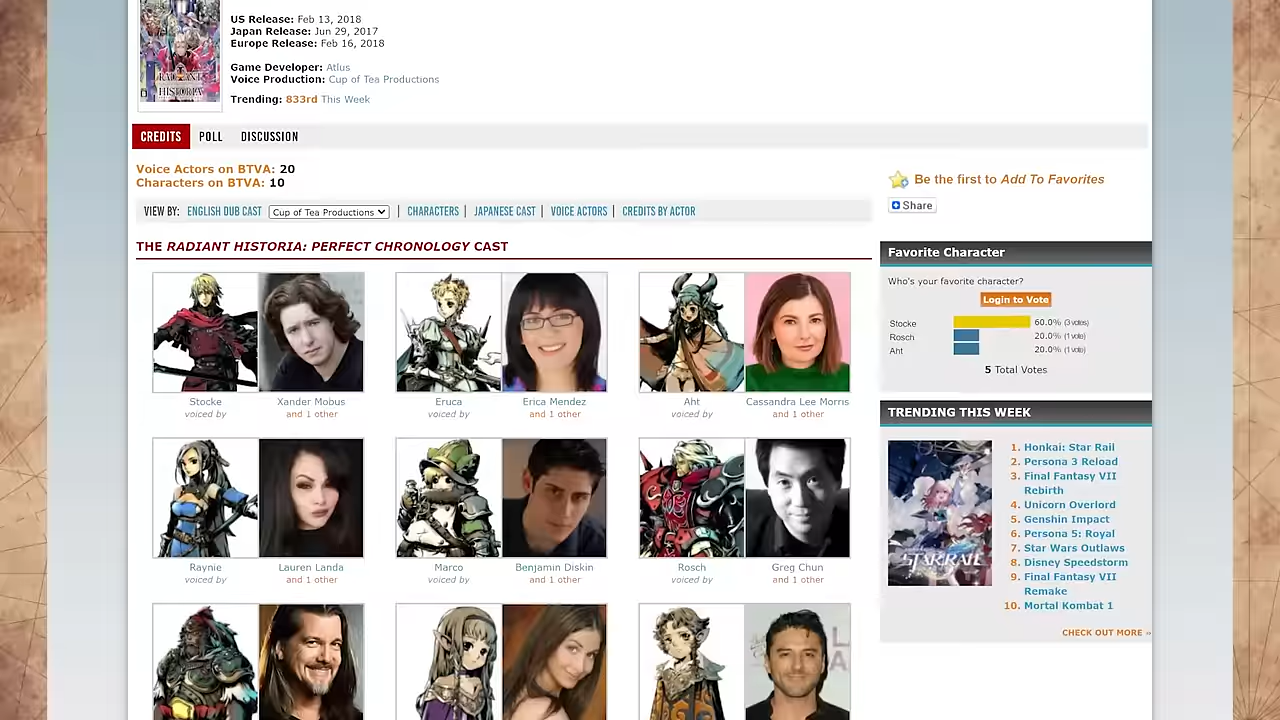 US Release: Feb 13, 2018
Japan Release: Jun 29, 2017
Europe Release: Feb 16, 2018
Game Developer: Atlus
Voice Production: Cup of Tea Productions
Trending: 833rd This Week
RADIANT
HISTORIA
CREDITS POLL DISCUSSION
Voice Actors on BTVA: 20
Characters on BTVA: 10
Be the first to Add To Favorites
Share
VIEW BY: ENGLISH DUB CAST Cup of Tea Productions | CHARACTERS | JAPANESE CAST | VOICE ACTORS | CREDITS BY ACTOR
THE RADIANT HISTORIA: PERFECT CHRONOLOGY CAST
Stocke Xander Mobus
voiced by and 1 other
Eruca Erica Mendez
voiced by and 1 other
Aht Cassandra Lee Morris
voiced by and 1 other
Raynie Lauren Landa
voiced by and 1 other
Marco Benjamin Diskin
voiced by and 1 other
Rosch Greg Chun
voiced by and 1 other
L
A
Favorite Character
Who's your favorite character?
Login to Vote
Stocke 60.0% (3 votes)
Rosch 20.0% (1 vote)
Aht 20.0% (1 vote)
5 Total Votes
TRENDING THIS WEEK
STAR RAIL
1. Honkai: Star Rail
2. Persona 3 Reload
3. Final Fantasy VII
Rebirth
4. Unicorn Overlord
5. Genshin Impact
6. Persona 5: Royal
7. Star Wars Outlaws
8. Disney Speedstorm
9. Final Fantasy VII
Remake
10. Mortal Kombat 1
CHECK OUT MORE »